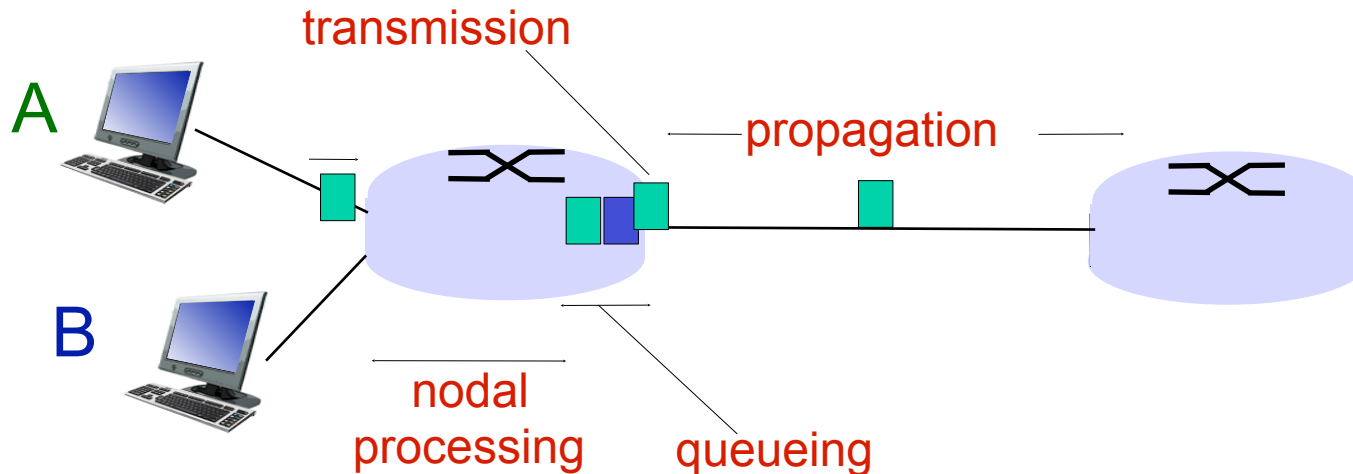 transmission
A
propagation
B
nodal
processing
queueing